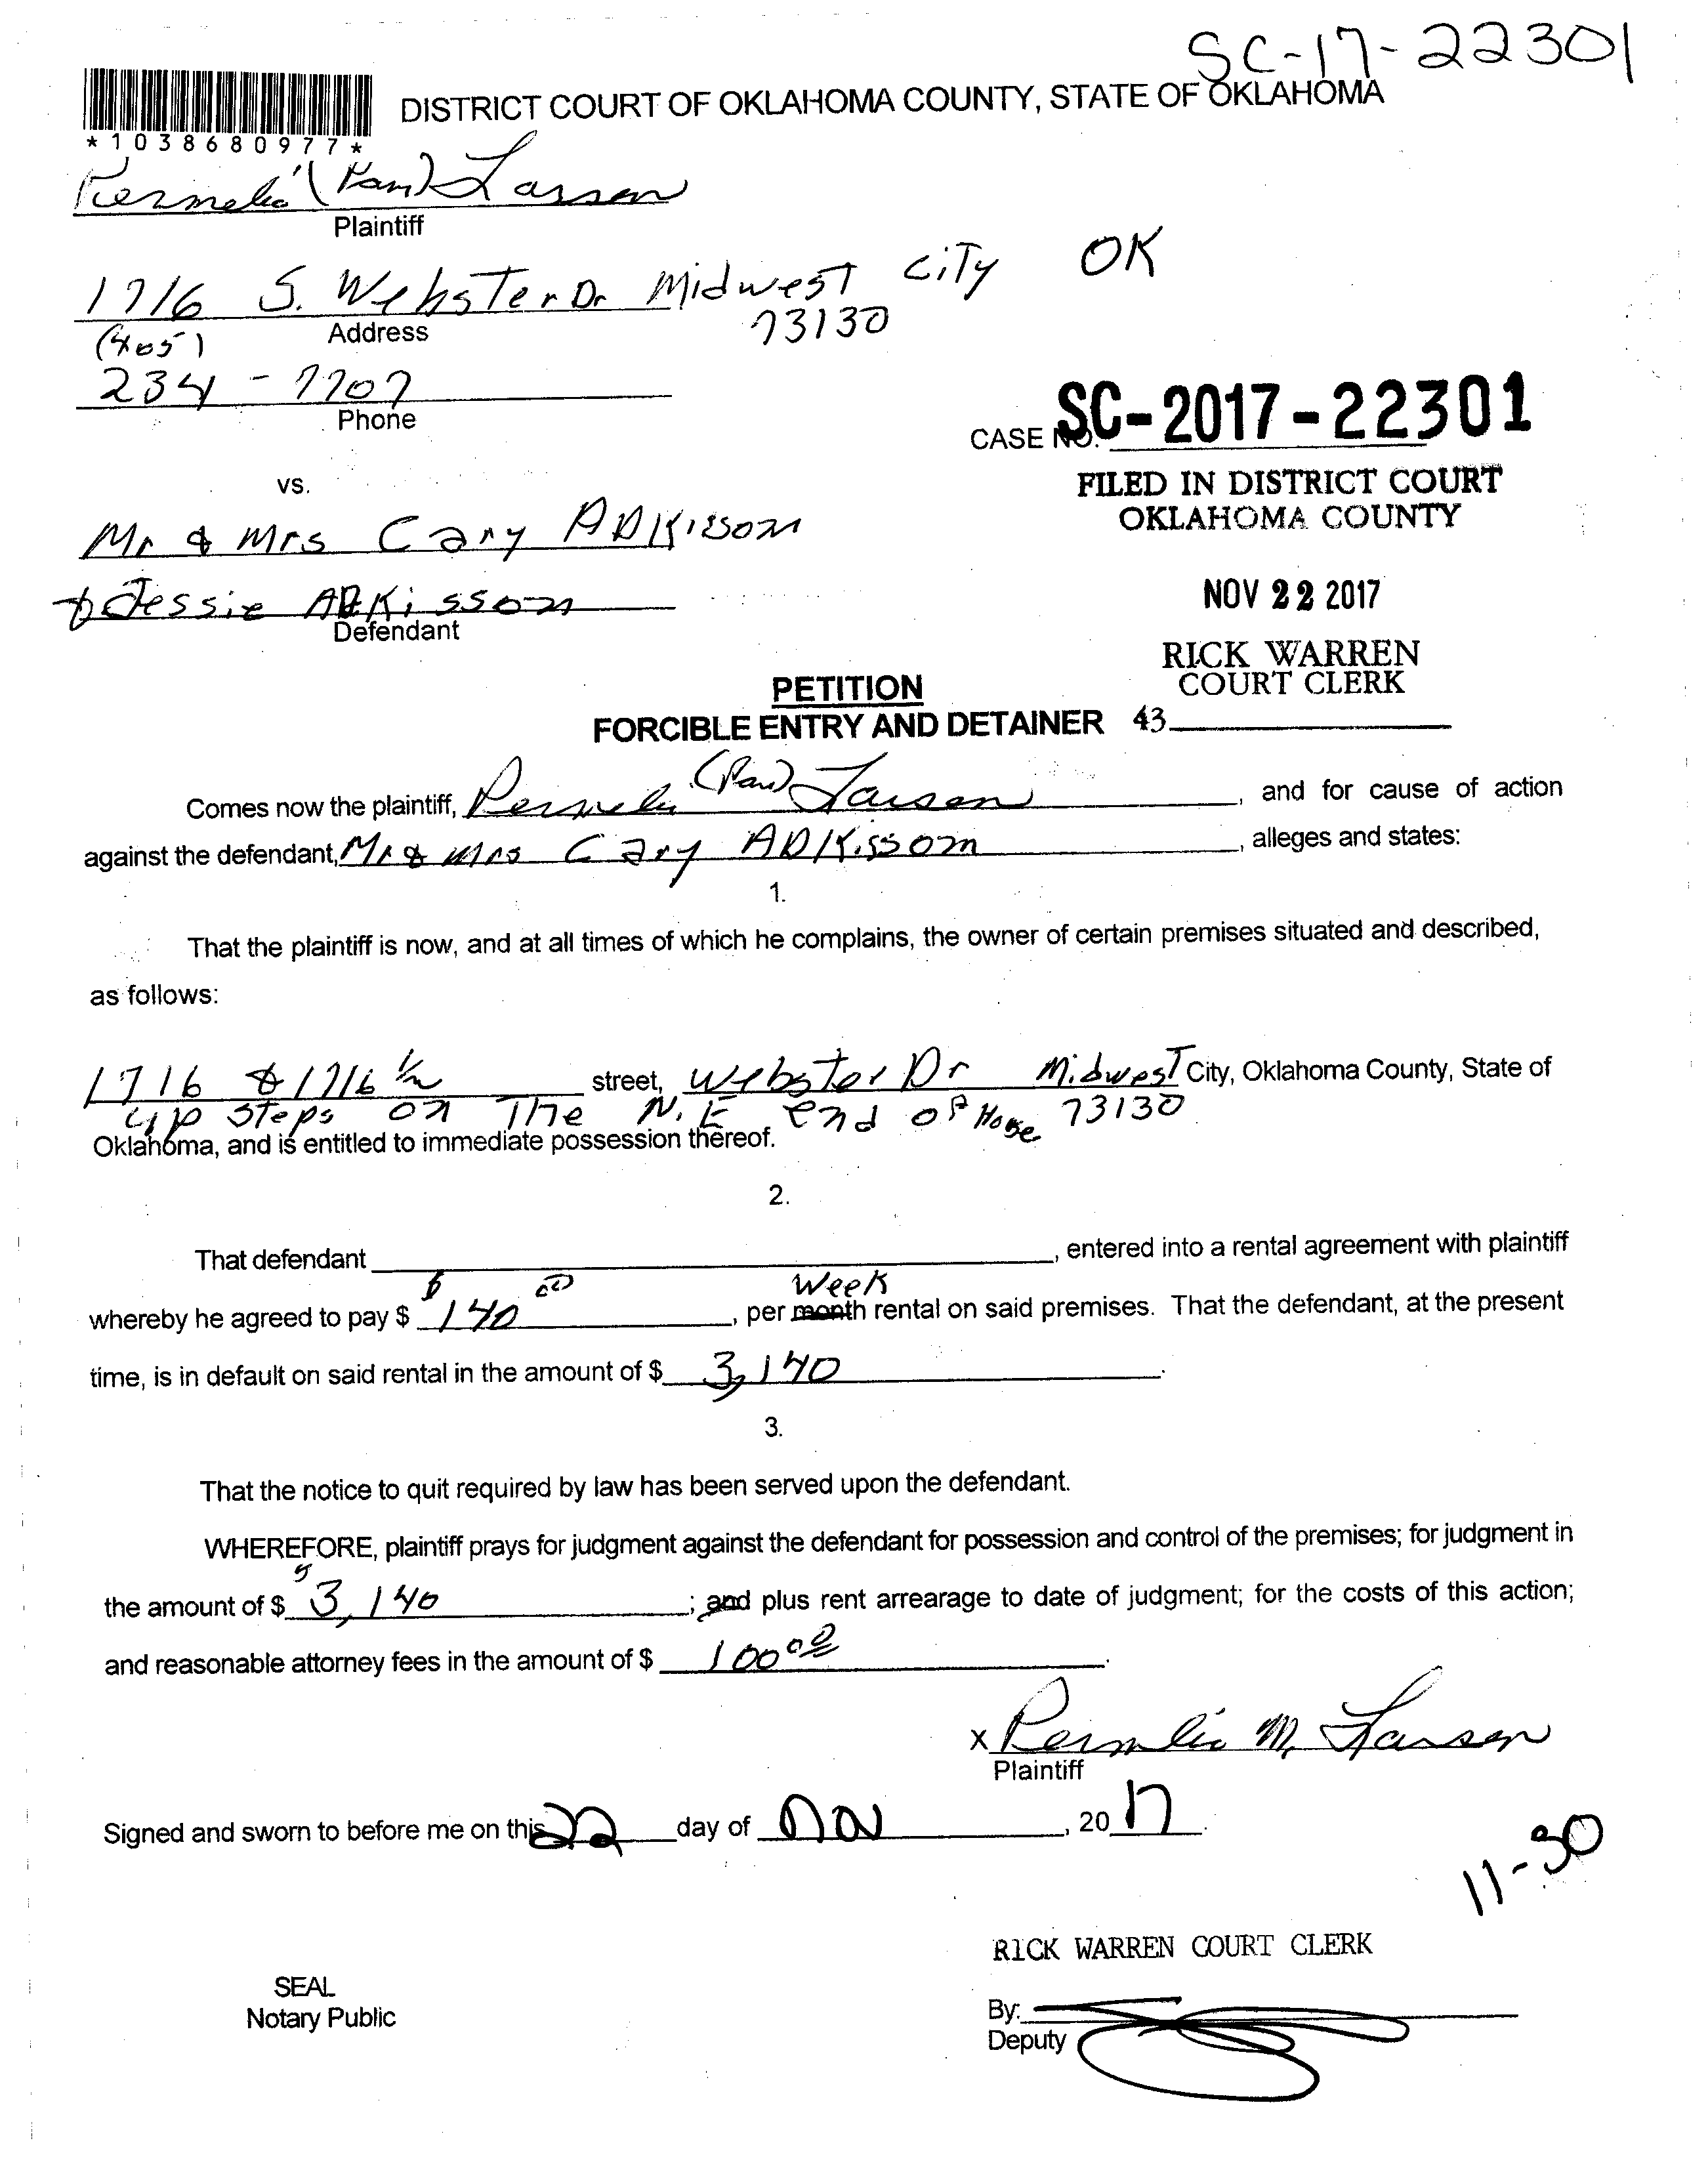 SC-17-22301
DISTRICT COURT OF OKLAHOMA COUNTY, STATE OF OKLAHOMA
*1038680977*
(Pam) Larsen
Plaintiff
1716 S. Webster Dr Midwest City OK
73130
Address
(405)
234-7707
Phone
CASE NO. SC-2017-22301
FILED IN DISTRICT COURT
OKLAHOMA COUNTY
vs.
Mr & Mrs Cary ADKisson
& Jessie ADKisson
Defendant
NOV 22 2017
RICK WARREN
COURT CLERK
PETITION
FORCIBLE ENTRY AND DETAINER 43
Comes now the plaintiff, (Pam) Larsen, and for cause of action
against the defendant, Mr & Mrs Cary ADKisson, alleges and states:
1.
That the plaintiff is now, and at all times of which he complains, the owner of certain premises situated and described,
as follows:
1716 & 1716 1/2 street, Webster Dr Midwest City, Oklahoma County, State of
up steps on The N.E end of House 73130
Oklahoma, and is entitled to immediate possession thereof.
2.
That defendant , entered into a rental agreement with plaintiff
Week
whereby he agreed to pay $ $140 00, per month rental on said premises. That the defendant, at the present
time, is in default on said rental in the amount of $ 3,140.
3.
That the notice to quit required by law has been served upon the defendant.
WHEREFORE, plaintiff prays for judgment against the defendant for possession and control of the premises; for judgment in
the amount of $ 3,140; and plus rent arrearage to date of judgment; for the costs of this action;
and reasonable attorney fees in the amount of $ 100 00.
x Permelia M. Larsen
Plaintiff
Signed and sworn to before me on this 22 day of Nov, 20 17.
11-30
RICK WARREN COURT CLERK
SEAL
Notary Public
By:
Deputy